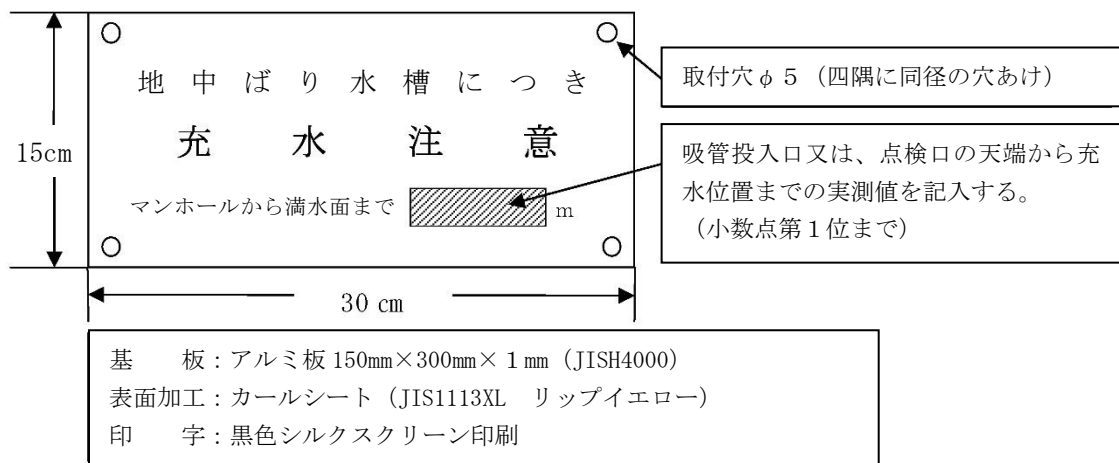 地中ばり水槽につき
充水注意
マンホールから満水面まで m
取付穴φ５（四隅に同径の穴あけ）
吸管投入口又は、点検口の天端から充
水位置までの実測値を記入する。
（小数点第１位まで）
15cm
30 cm
基　　板：アルミ板 150mm×300mm×１mm（JISH4000）
表面加工：カールシート（JIS1113XL　リップイエロー）
印　　字：黒色シルクスクリーン印刷